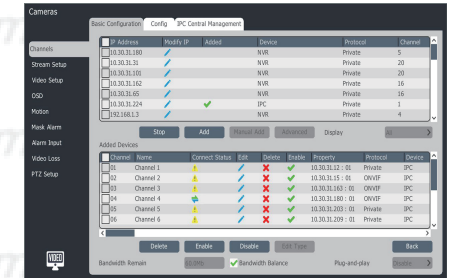 Cameras
Basic Configuration Config IPC Central Management
Channels
Stream Setup
Video Setup
OSD
Motion
Mask Alarm
Alarm Input
Video Loss
PTZ Setup
IP Address Modify IP Added Device Protocol Channel
10.30.31.180 NVR Private 5
10.30.31.31 NVR Private 20
10.30.31.101 NVR Private 20
10.30.31.162 NVR Private 16
10.30.31.65 NVR Private 16
10.30.31.224 IPC Private 1
192.168.1.3 NVR Private 4
Stop Add Manual Add Advanced Display All
Added Devices
Channel Name Connect Status Edit Delete Enable Property Protocol Device
01 Channel 1 10.30.31.12 : 01 Private IPC
02 Channel 2 10.30.31.15 : 01 ONVIF IPC
03 Channel 3 10.30.31.163 : 01 ONVIF IPC
04 Channel 4 10.30.31.180 : 01 ONVIF IPC
05 Channel 5 10.30.31.203 : 01 Private IPC
06 Channel 6 10.30.31.209 : 01 Private IPC
Delete Enable Disable Edit Type Back
Bandwidth Remain Bandwidth Balance Plug-and-play Disable
VIDEO